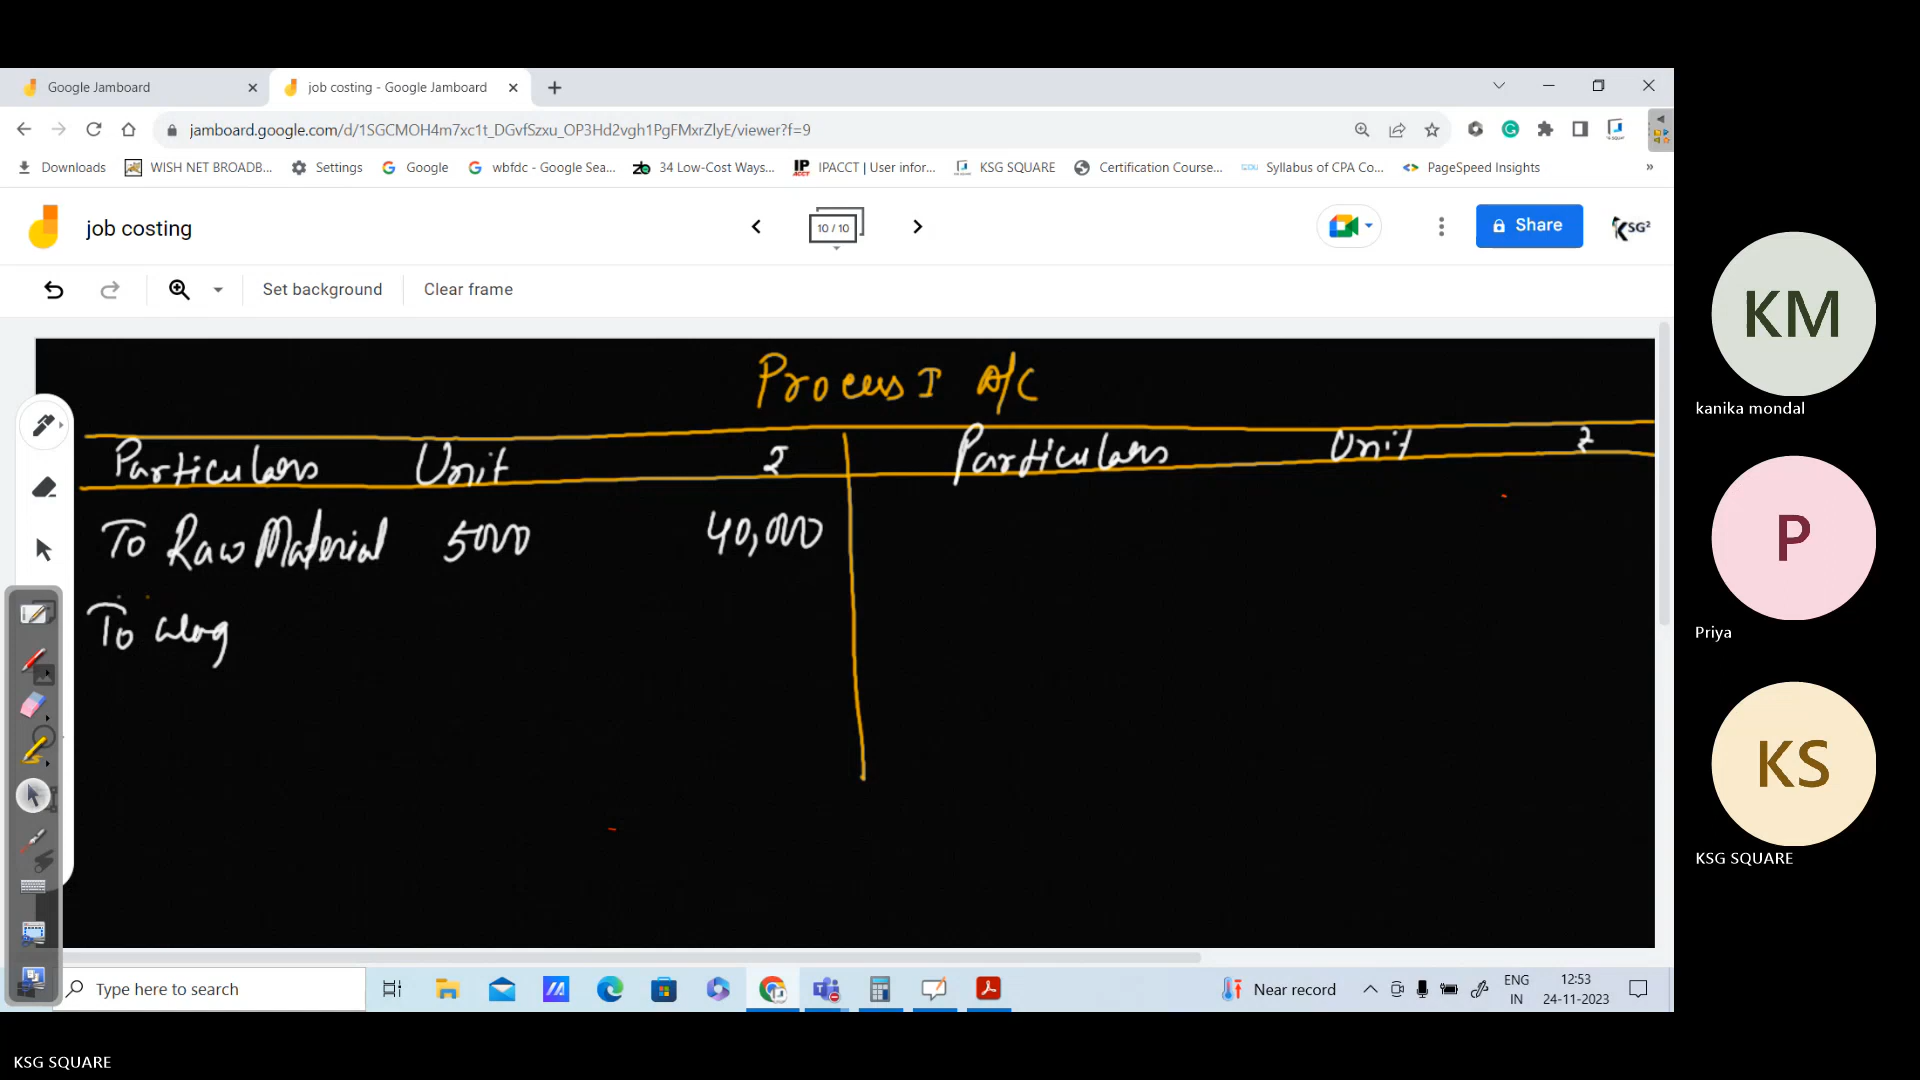 Google Jamboard
job costing - Google Jamboard
jamboard.google.com/d/1SGCMOH4m7xc1t_DGvfSzxu_OP3Hd2vgh1PgFMxrZlyE/viewer?f=9
Downloads WISH NET BROADB... Settings Google wbfdc - Google Sea... 34 Low-Cost Ways... IPACCT | User infor... KSG SQUARE Certification Course... Syllabus of CPA Co... PageSpeed Insights »
job costing
10 / 10
Share
KSG²
Set background Clear frame
Process I A/C
Particulars Unit ₹ Particulars Unit ₹
To Raw Material 5000 40,000
To Wag
KM
kanika mondal
P
Priya
KS
KSG SQUARE
Type here to search
Near record
ENG
IN
12:53
24-11-2023
KSG SQUARE